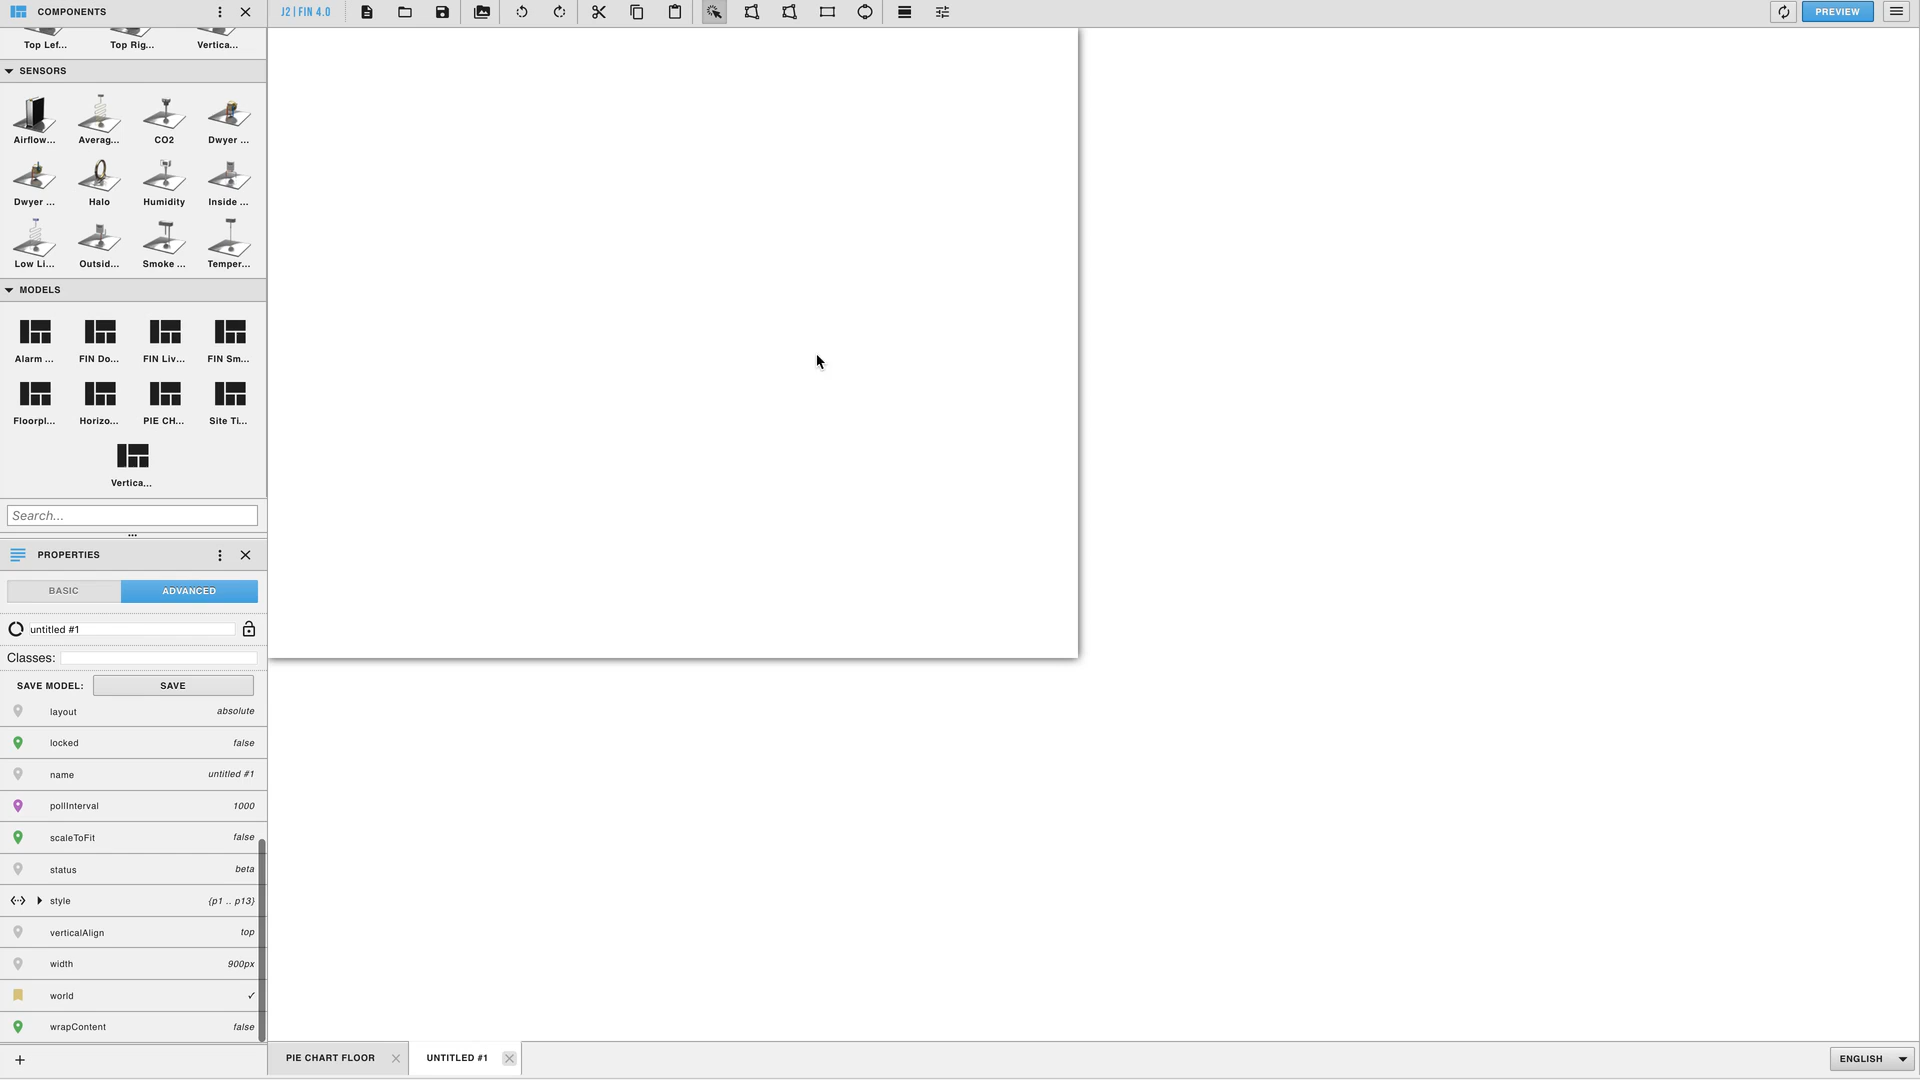 COMPONENTS
J2 | FIN 4.0
PREVIEW
Top Lef... Top Rig... Vertica...
SENSORS
Airflow... Averag... CO2 Dwyer ...
Dwyer ... Halo Humidity Inside ...
Low Li... Outsid... Smoke ... Temper...
MODELS
Alarm ... FIN Do... FIN Liv... FIN Sm...
Floorpl... Horizo... PIE CH... Site Ti...
Vertica...
Search...
PROPERTIES
BASIC ADVANCED
untitled #1
Classes:
SAVE MODEL: SAVE
layout absolute
locked false
name untitled #1
pollInterval 1000
scaleToFit false
status beta
style {p1 .. p13}
verticalAlign top
width 900px
world ✓
wrapContent false
PIE CHART FLOOR UNTITLED #1 ENGLISH